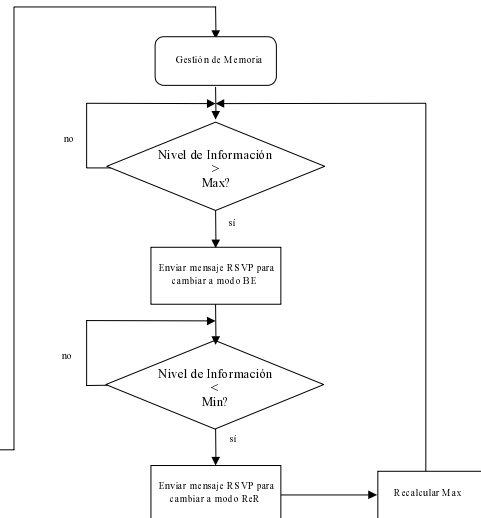 Gestión de Memoria
no
Nivel de Información
>
Max?
sí
Enviar mensaje RSVP para
cambiar a modo BE
no
Nivel de Información
<
Min?
sí
Enviar mensaje RSVP para
cambiar a modo ReR
Recalcular Max